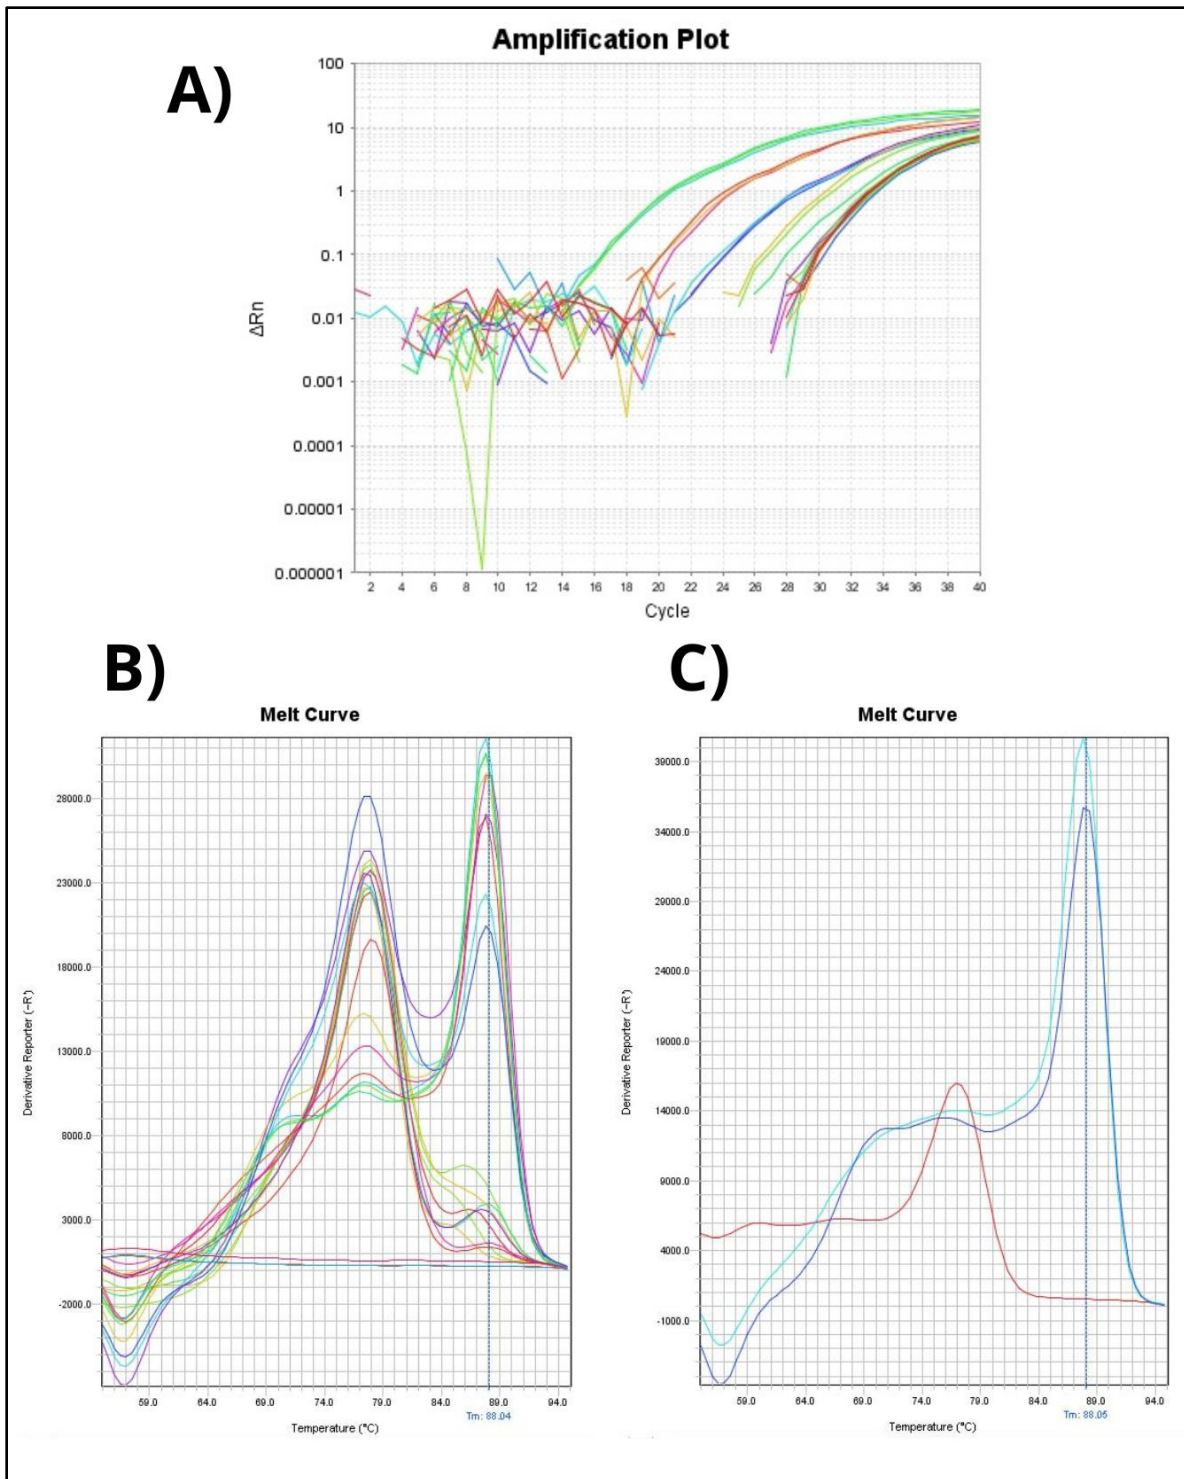 Amplification Plot
A)
100
10
1
0.1
0.01
0.001
0.0001
0.00001
0.000001
ΔRn
2 4 6 8 10 12 14 16 18 20 22 24 26 28 30 32 34 36 38 40
Cycle
B)
Melt Curve
28000.0
23000.0
18000.0
13000.0
8000.0
3000.0
-2000.0
Derivative Reporter (-R')
59.0 64.0 69.0 74.0 79.0 84.0 89.0 94.0
Tm: 88.04
Temperature (°C)
C)
Melt Curve
39000.0
34000.0
29000.0
24000.0
19000.0
14000.0
9000.0
4000.0
-1000.0
Derivative Reporter (-R')
59.0 64.0 69.0 74.0 79.0 84.0 89.0 94.0
Tm: 88.05
Temperature (°C)